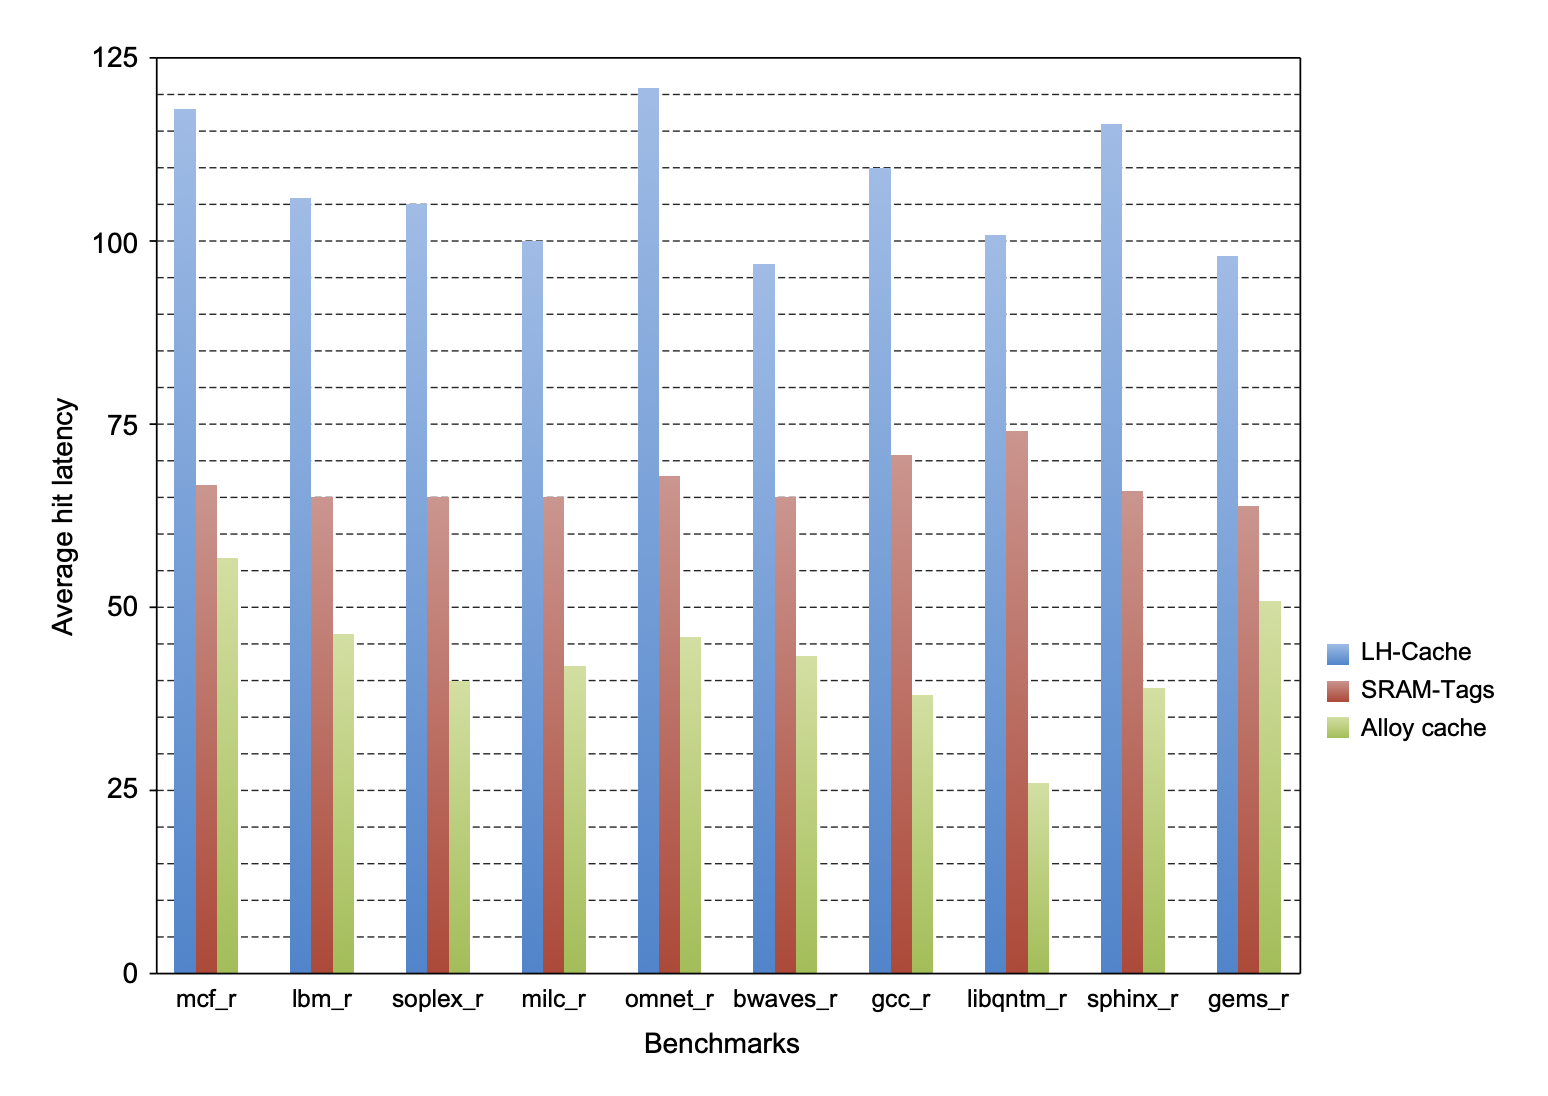 125
100
75
50
25
0
Average hit latency
mcf_r lbm_r soplex_r milc_r omnet_r bwaves_r gcc_r libqntm_r sphinx_r gems_r
Benchmarks
LH-Cache
SRAM-Tags
Alloy cache